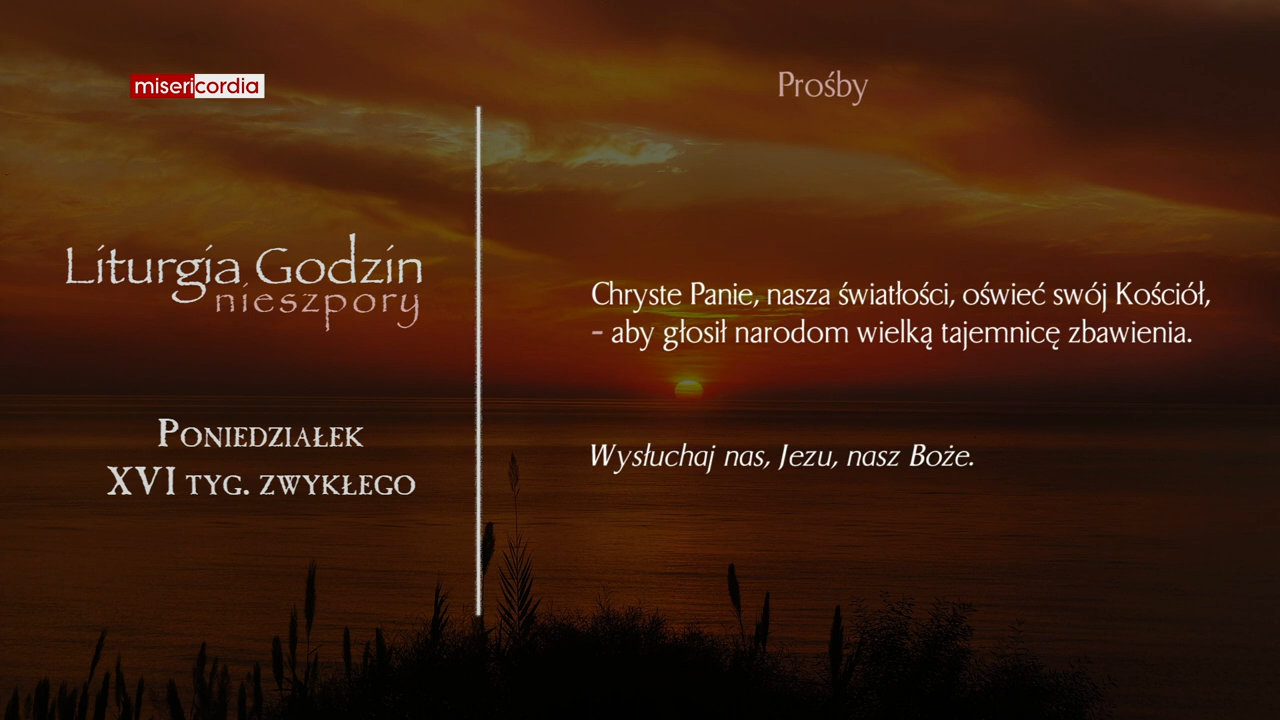 misericordia
Liturgia Godzin
nieszpory
Poniedziałek
XVI tyg. zwykłego
Prośby
Chryste Panie, nasza światłości, oświeć swój Kościół,
- aby głosił narodom wielką tajemnicę zbawienia.
Wysłuchaj nas, Jezu, nasz Boże.